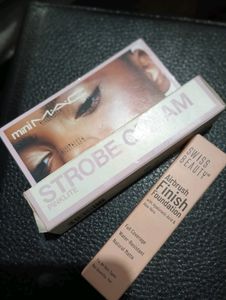 mini MAC
STROBE CREAM
PINKLITE
SWISS
BEAUTY
Airbrush
Finish
Foundation
Full Coverage
Water-Resistant
Natural Matte